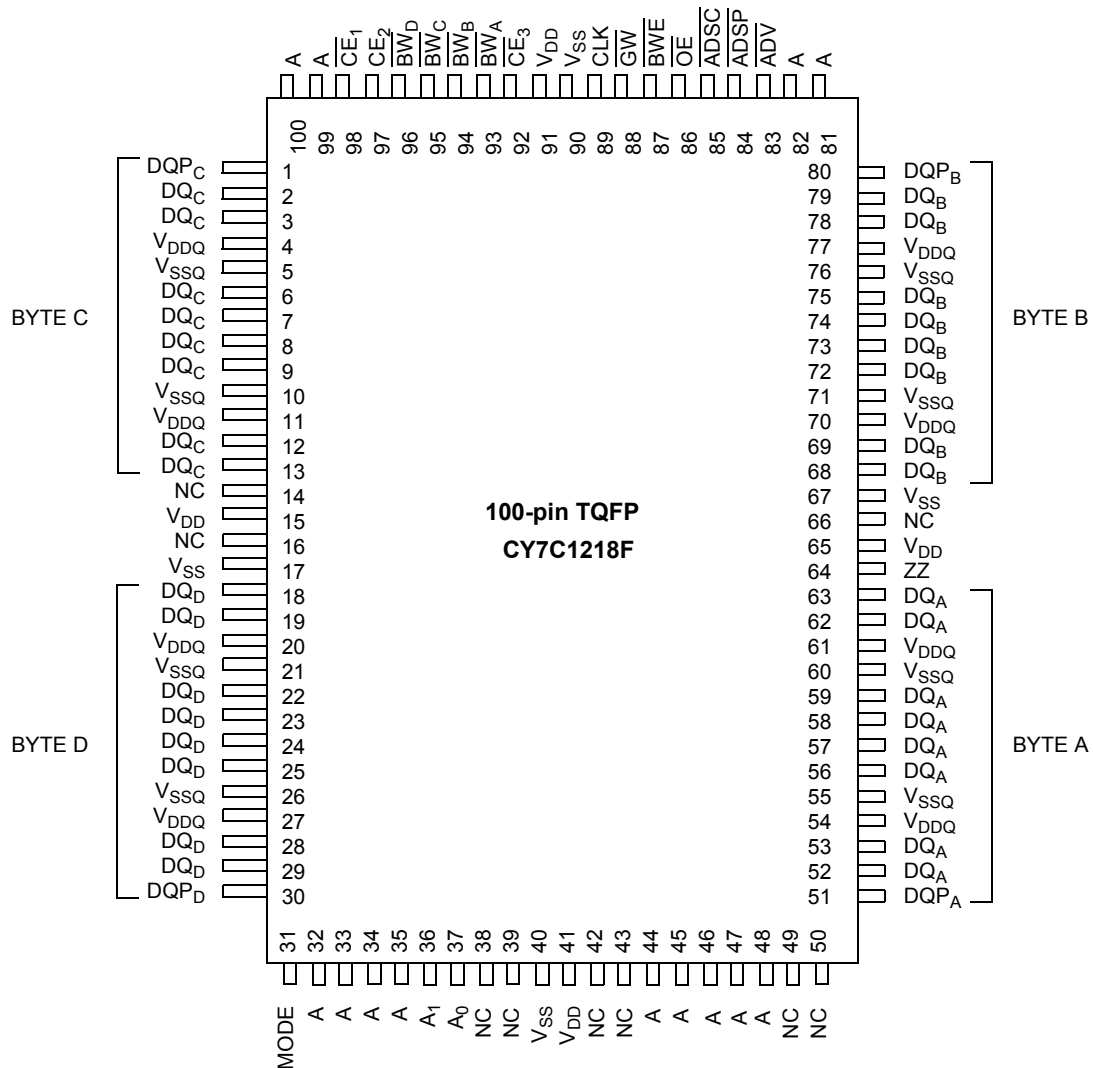 A A CE1 CE2 BWD BWC BWB BWA CE3 VDD VSS CLK GW BWE OE ADSC ADSP ADV A A
100 99 98 97 96 95 94 93 92 91 90 89 88 87 86 85 84 83 82 81
DQPC 1
DQC 2
DQC 3
VDDQ 4
VSSQ 5
DQC 6
DQC 7
DQC 8
DQC 9
VSSQ 10
VDDQ 11
DQC 12
DQC 13
NC 14
VDD 15
NC 16
VSS 17
DQD 18
DQD 19
VDDQ 20
VSSQ 21
DQD 22
DQD 23
DQD 24
DQD 25
VSSQ 26
VDDQ 27
DQD 28
DQD 29
DQPD 30
BYTE C
BYTE D
100-pin TQFP
CY7C1218F
80 DQPB
79 DQB
78 DQB
77 VDDQ
76 VSSQ
75 DQB
74 DQB
73 DQB
72 DQB
71 VSSQ
70 VDDQ
69 DQB
68 DQB
67 VSS
66 NC
65 VDD
64 ZZ
63 DQA
62 DQA
61 VDDQ
60 VSSQ
59 DQA
58 DQA
57 DQA
56 DQA
55 VSSQ
54 VDDQ
53 DQA
52 DQA
51 DQPA
BYTE B
BYTE A
31 32 33 34 35 36 37 38 39 40 41 42 43 44 45 46 47 48 49 50
MODE A A A A A1 A0 NC NC VSS VDD NC NC A A A A A NC NC